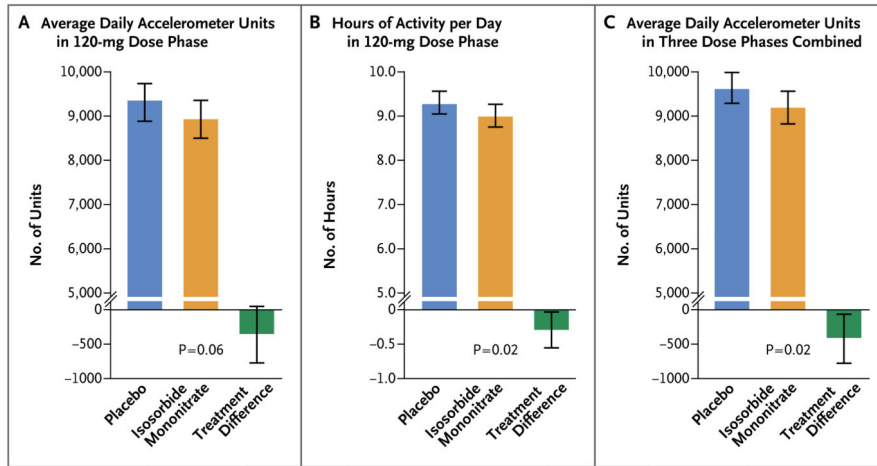 A Average Daily Accelerometer Units
in 120-mg Dose Phase
No. of Units
10,000
9,000
8,000
7,000
6,000
5,000
0
−500
−1000
P=0.06
Placebo
Isosorbide
Mononitrate
Treatment
Difference
B Hours of Activity per Day
in 120-mg Dose Phase
No. of Hours
10.0
9.0
8.0
7.0
6.0
5.0
0
−0.5
−1.0
P=0.02
Placebo
Isosorbide
Mononitrate
Treatment
Difference
C Average Daily Accelerometer Units
in Three Dose Phases Combined
No. of Units
10,000
9,000
8,000
7,000
6,000
5,000
0
−500
−1000
P=0.02
Placebo
Isosorbide
Mononitrate
Treatment
Difference